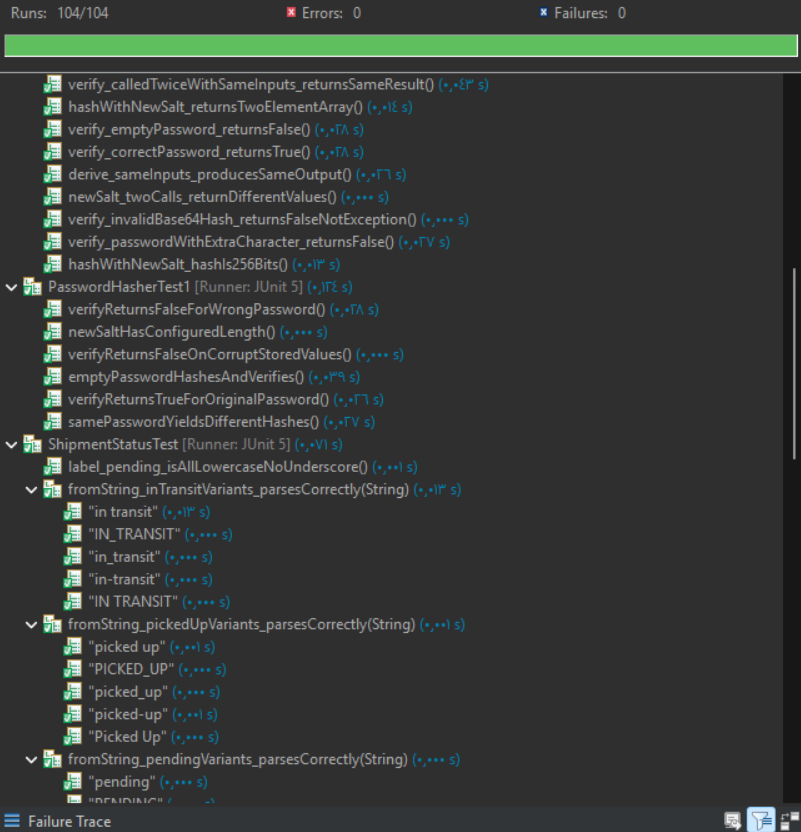 Runs: 104/104 Errors: 0 Failures: 0
verify_calledTwiceWithSameInputs_returnsSameResult() (٠,٠٤٣ s)
hashWithNewSalt_returnsTwoElementArray() (٠,٠١٤ s)
verify_emptyPassword_returnsFalse() (٠,٠٢٨ s)
verify_correctPassword_returnsTrue() (٠,٠٢٨ s)
derive_sameInputs_producesSameOutput() (٠,٠٢٦ s)
newSalt_twoCalls_returnDifferentValues() (٠,٠٠٠ s)
verify_invalidBase64Hash_returnsFalseNotException() (٠,٠٠٠ s)
verify_passwordWithExtraCharacter_returnsFalse() (٠,٠٢٧ s)
hashWithNewSalt_hashIs256Bits() (٠,٠١٣ s)
PasswordHasherTest1 [Runner: JUnit 5] (٠,١٢٤ s)
verifyReturnsFalseForWrongPassword() (٠,٠٢٨ s)
newSaltHasConfiguredLength() (٠,٠٠٠ s)
verifyReturnsFalseOnCorruptStoredValues() (٠,٠٠٠ s)
emptyPasswordHashesAndVerifies() (٠,٠٣٩ s)
verifyReturnsTrueForOriginalPassword() (٠,٠٢٦ s)
samePasswordYieldsDifferentHashes() (٠,٠٢٧ s)
ShipmentStatusTest [Runner: JUnit 5] (٠,٠٧١ s)
label_pending_isAllLowercaseNoUnderscore() (٠,٠٠١ s)
fromString_inTransitVariants_parsesCorrectly(String) (٠,٠١٣ s)
"in transit" (٠,٠١٣ s)
"IN_TRANSIT" (٠,٠٠٠ s)
"in_transit" (٠,٠٠٠ s)
"in-transit" (٠,٠٠٠ s)
"IN TRANSIT" (٠,٠٠٠ s)
fromString_pickedUpVariants_parsesCorrectly(String) (٠,٠٠١ s)
"picked up" (٠,٠٠١ s)
"PICKED_UP" (٠,٠٠٠ s)
"picked_up" (٠,٠٠٠ s)
"picked-up" (٠,٠٠١ s)
"Picked Up" (٠,٠٠٠ s)
fromString_pendingVariants_parsesCorrectly(String) (٠,٠٠٠ s)
"pending" (٠,٠٠٠ s)
"PENDING" (٠,٠٠٠ s)
Failure Trace